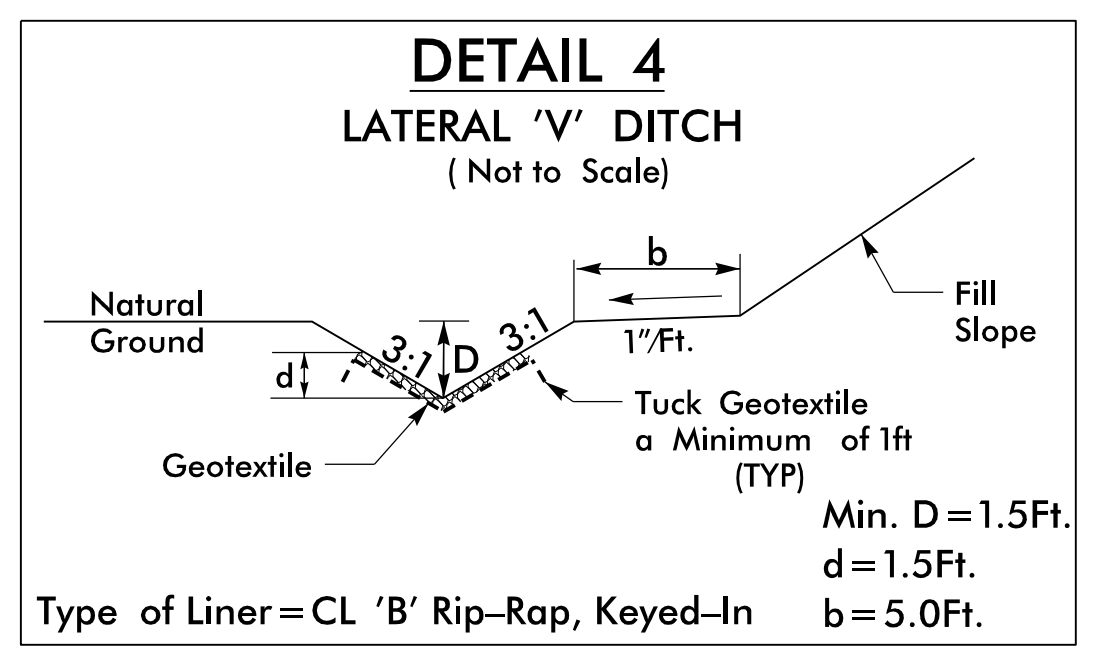 DETAIL 4
LATERAL 'V' DITCH
( Not to Scale)
b
Natural
Ground
3:1
D
3:1
1"/Ft.
Fill
Slope
d
Geotextile
Tuck Geotextile
a Minimum of 1ft
(TYP)
Min. D = 1.5Ft.
d = 1.5Ft.
Type of Liner = CL 'B' Rip-Rap, Keyed-In
b = 5.0Ft.